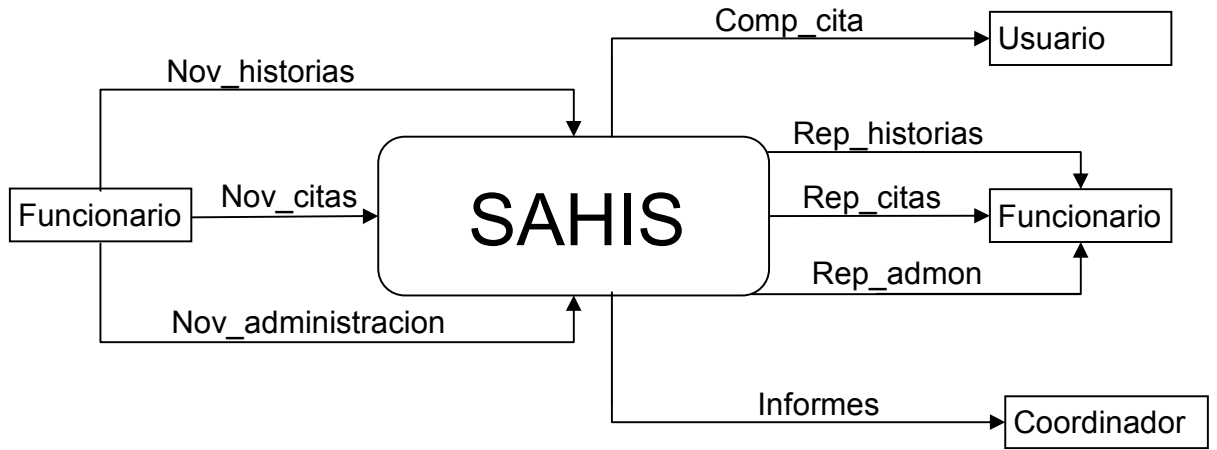 Comp_cita
Usuario
Nov_historias
Rep_historias
Funcionario
Nov_citas
SAHIS
Rep_citas
Funcionario
Rep_admon
Nov_administracion
Informes
Coordinador